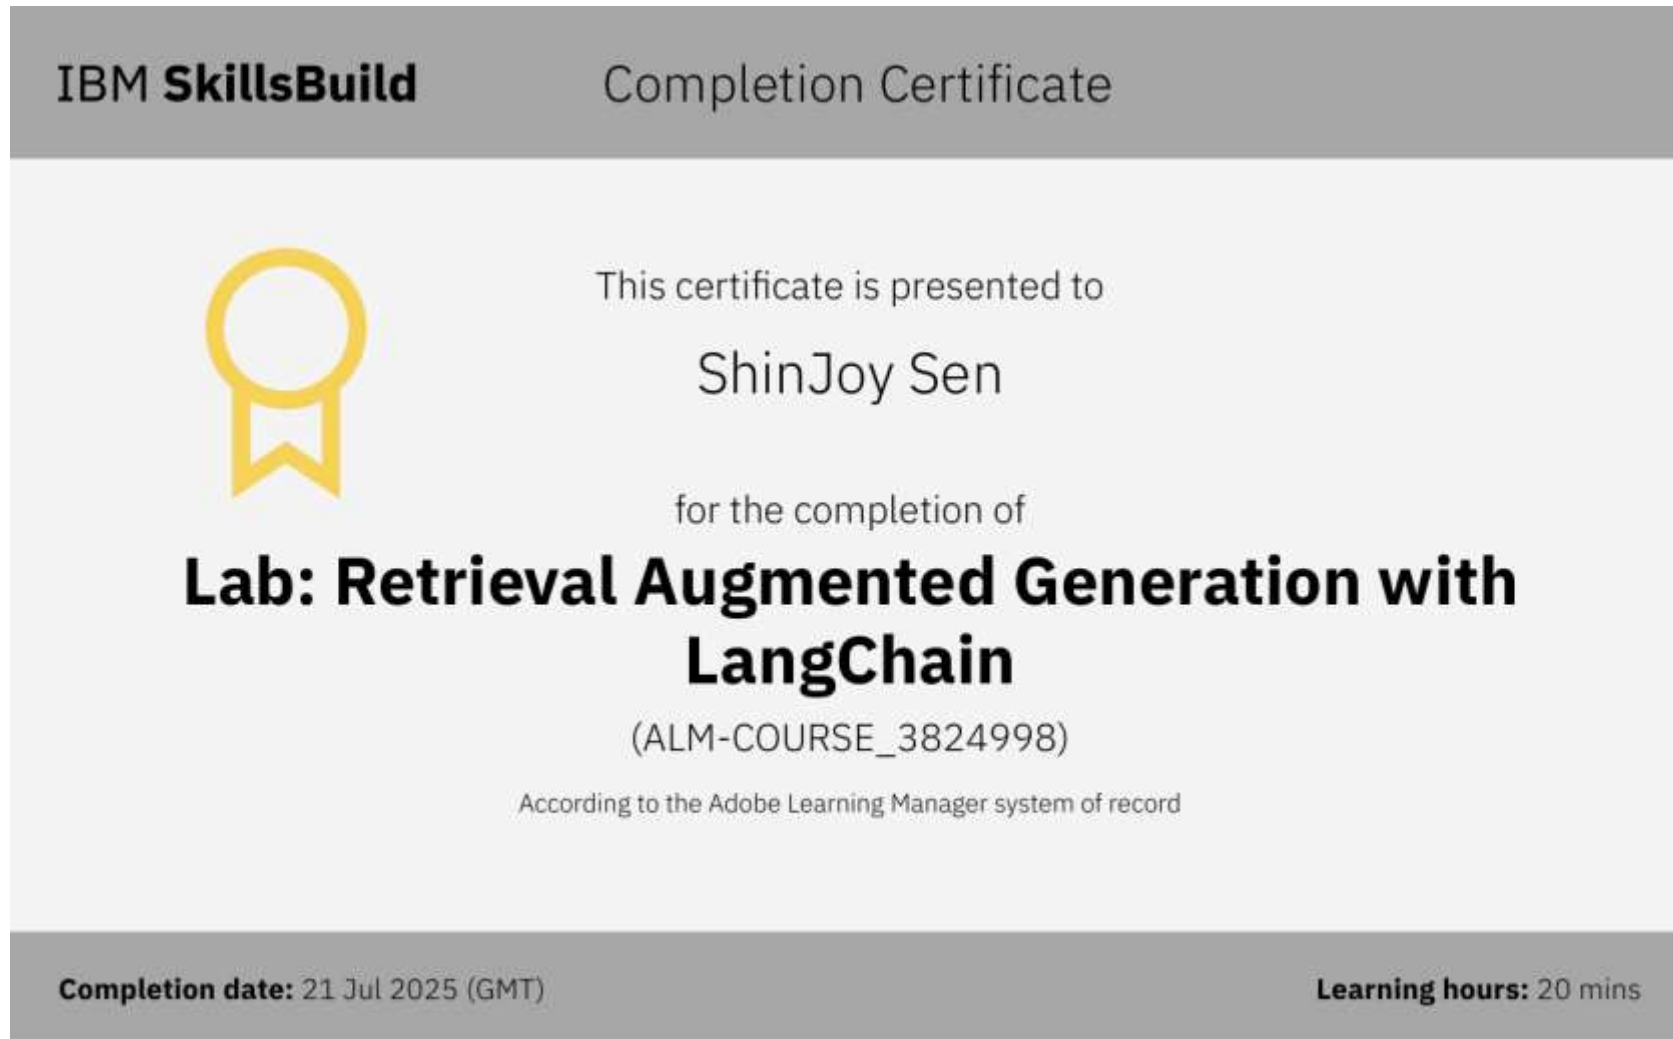 IBM SkillsBuild
Completion Certificate
This certificate is presented to
ShinJoy Sen
for the completion of
Lab: Retrieval Augmented Generation with
LangChain
(ALM-COURSE_3824998)
According to the Adobe Learning Manager system of record
Completion date: 21 Jul 2025 (GMT)
Learning hours: 20 mins